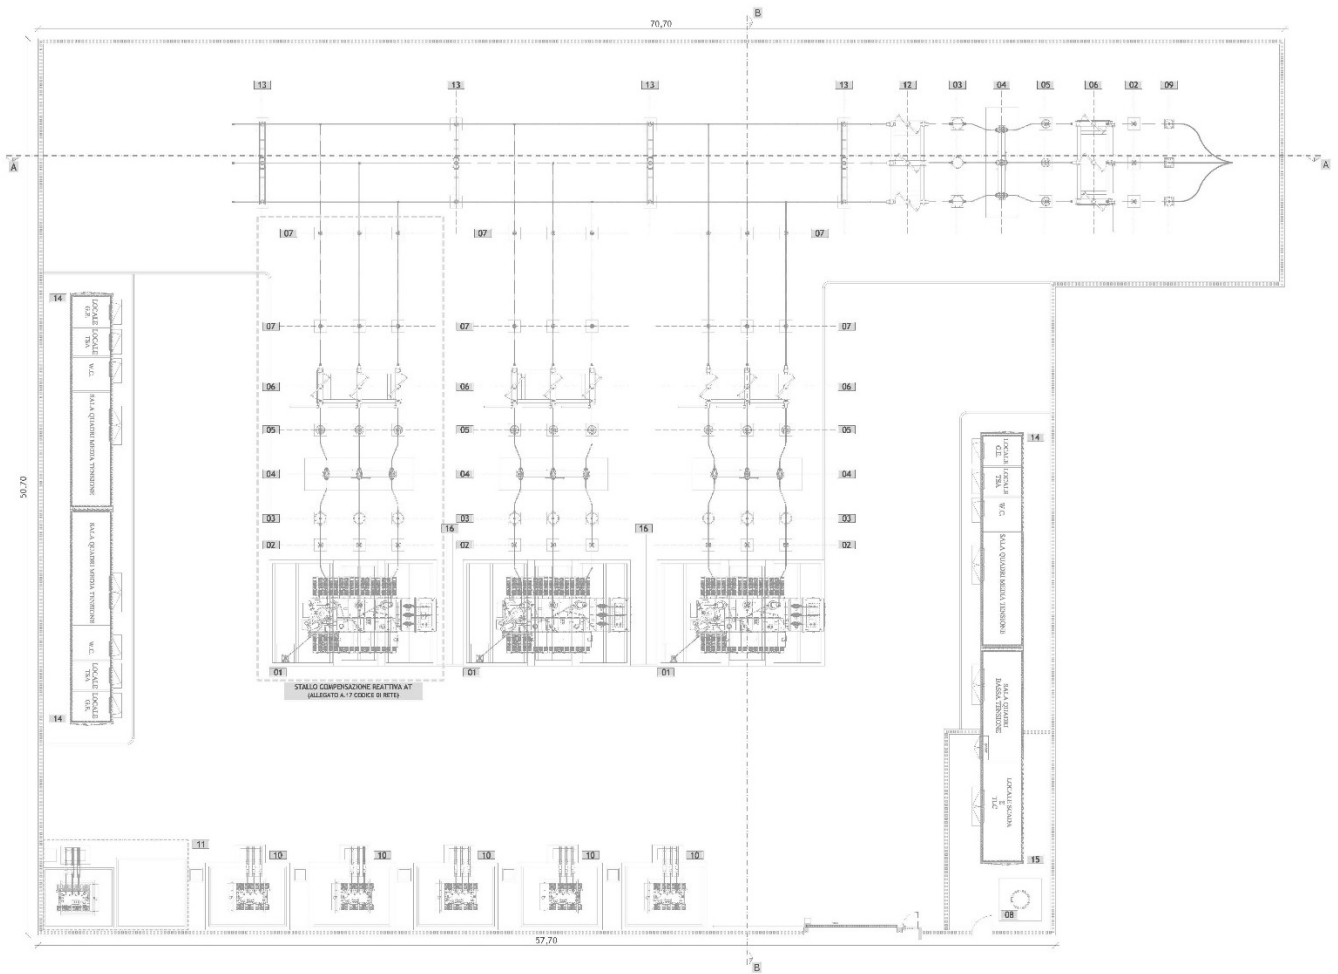 B
70,70
13
13
13
13
12
03
04
05
06
02
09
A
A
07
07
07
14
LOCALE
G.E.
LOCALE
TSA
W.C.
SALA QUADRI MEDIA TENSIONE
07
07
07
06
06
06
05
05
05
14
LOCALE
G.E.
LOCALE
TSA
W.C.
SALA QUADRI MEDIA TENSIONE
04
04
04
50,70
03
03
03
16
16
02
02
02
SALA QUADRI MEDIA TENSIONE
W.C.
LOCALE
TSA
LOCALE
G.E.
14
01
01
01
STALLO COMPENSAZIONE REATTIVA AT
(ALLEGATO A.17 CODICE DI RETE)
SALA QUADRI
BASSA TENSIONE
LOCALE SCADA
E
TLC
11
10
10
10
10
10
15
08
57,70
B